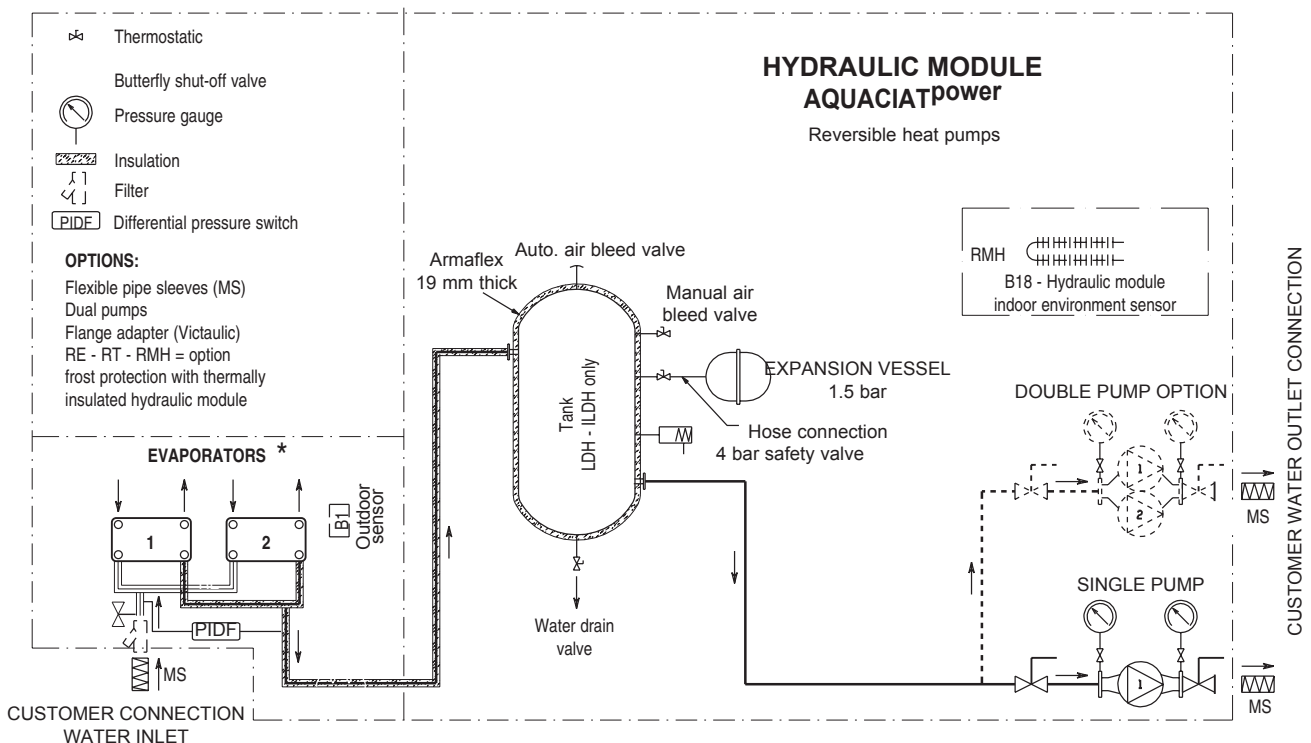 Thermostatic
Butterfly shut-off valve
Pressure gauge
Insulation
Filter
PIDF Differential pressure switch
OPTIONS:
Flexible pipe sleeves (MS)
Dual pumps
Flange adapter (Victaulic)
RE - RT - RMH = option
frost protection with thermally
insulated hydraulic module
EVAPORATORS *
1
2
B1
Outdoor
sensor
PIDF
MS
CUSTOMER CONNECTION
WATER INLET
HYDRAULIC MODULE
AQUACIATpower
Reversible heat pumps
RMH
B18 - Hydraulic module
indoor environment sensor
Armaflex
19 mm thick
Auto. air bleed valve
Manual air
bleed valve
EXPANSION VESSEL
1.5 bar
Tank
LDH - ILDH only
Hose connection
4 bar safety valve
Water drain
valve
DOUBLE PUMP OPTION
1
2
MS
SINGLE PUMP
1
MS
CUSTOMER WATER OUTLET CONNECTION